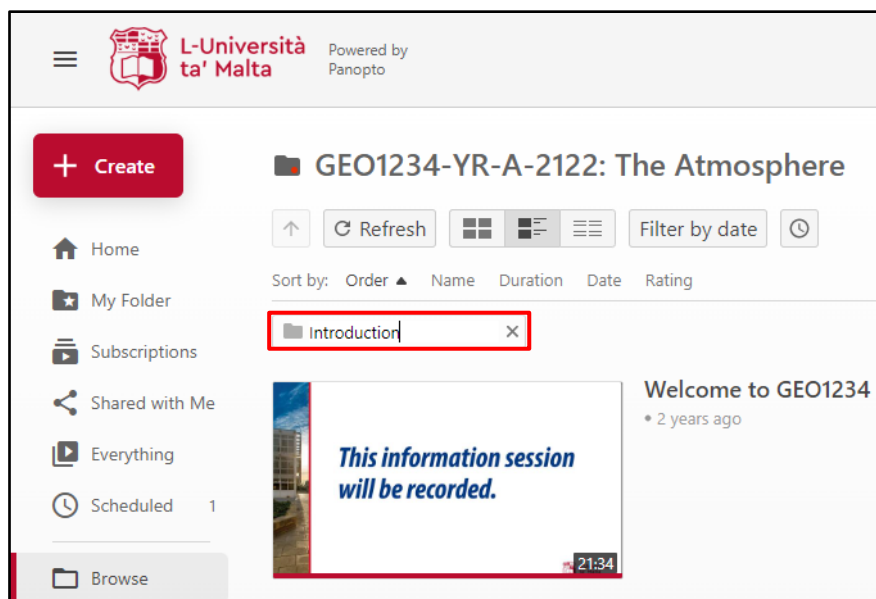 L-Università
ta' Malta
Powered by
Panopto
+ Create
GEO1234-YR-A-2122: The Atmosphere
Refresh
Filter by date
Home
My Folder
Subscriptions
Shared with Me
Everything
Scheduled 1
Browse
Sort by: Order ▲ Name Duration Date Rating
Introduction
Welcome to GEO1234
• 2 years ago
This information session
will be recorded.
21:34